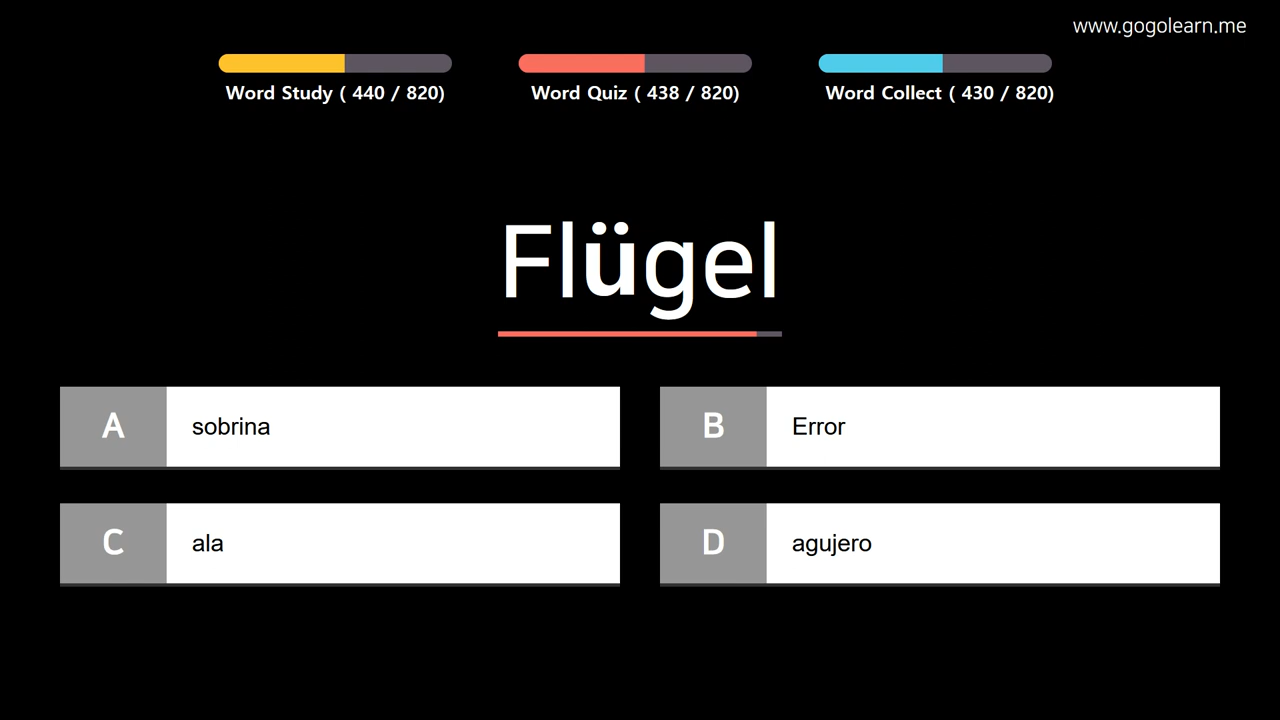 www.gogolearn.me
Word Study ( 440 / 820)
Word Quiz ( 438 / 820)
Word Collect ( 430 / 820)
Flügel
A
sobrina
B
Error
C
ala
D
agujero